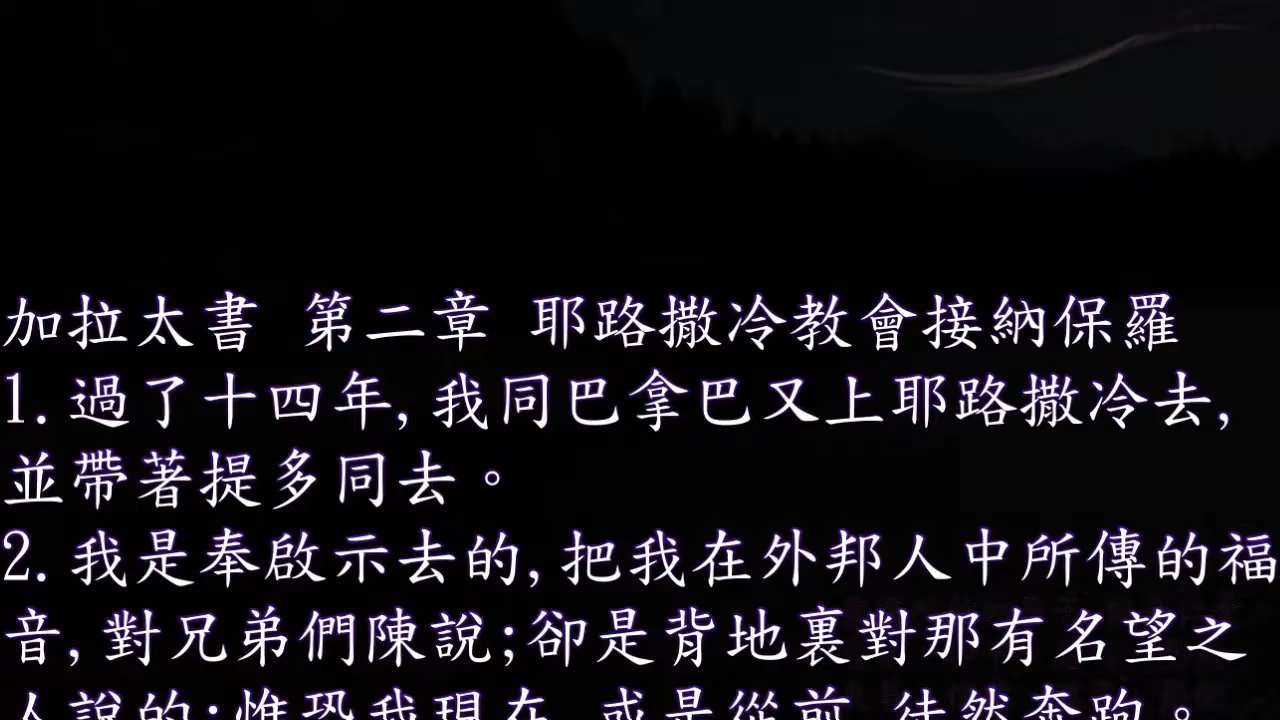 加拉太書 第二章 耶路撒冷教會接納保羅
1.過了十四年,我同巴拿巴又上耶路撒冷去,
並帶著提多同去。
2.我是奉啟示去的,把我在外邦人中所傳的福
音,對兄弟們陳說;卻是背地裏對那有名望之
人說的;惟恐我現在,或是從前,徒然奔跑。